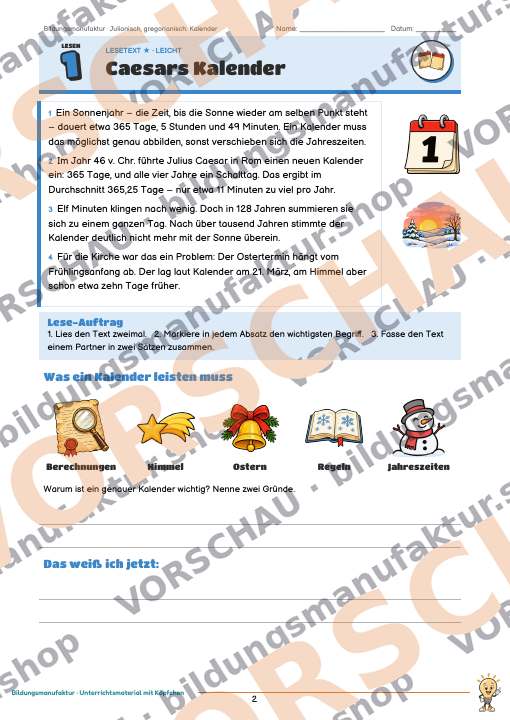 Bildungsmanufaktur · Julianisch, gregorianisch: Kalender Name: Datum:
LESEN
1
LESETEXT ★ · LEICHT
Caesars Kalender
1 Ein Sonnenjahr – die Zeit, bis die Sonne wieder am selben Punkt steht
– dauert etwa 365 Tage, 5 Stunden und 49 Minuten. Ein Kalender muss
das möglichst genau abbilden, sonst verschieben sich die Jahreszeiten.
2 Im Jahr 46 v. Chr. führte Julius Caesar in Rom einen neuen Kalender
ein: 365 Tage, und alle vier Jahre ein Schalttag. Das ergibt im
Durchschnitt 365,25 Tage – nur etwa 11 Minuten zu viel pro Jahr.
3 Elf Minuten klingen nach wenig. Doch in 128 Jahren summieren sie
sich zu einem ganzen Tag. Nach über tausend Jahren stimmte der
Kalender deutlich nicht mehr mit der Sonne überein.
4 Für die Kirche war das ein Problem: Der Ostertermin hängt vom
Frühlingsanfang ab. Der lag laut Kalender am 21. März, am Himmel aber
schon etwa zehn Tage früher.
1
Lese-Auftrag
1. Lies den Text zweimal. 2. Markiere in jedem Absatz den wichtigsten Begriff. 3. Fasse den Text
einem Partner in zwei Sätzen zusammen.
Was ein Kalender leisten muss
Berechnungen Himmel Ostern Regeln Jahreszeiten
Warum ist ein genauer Kalender wichtig? Nenne zwei Gründe.
Das weiß ich jetzt:
Bildungsmanufaktur · Unterrichtsmaterial mit Köpfchen
2
VORSCHAU · bildungsmanufaktur.shop
VORSCHAU